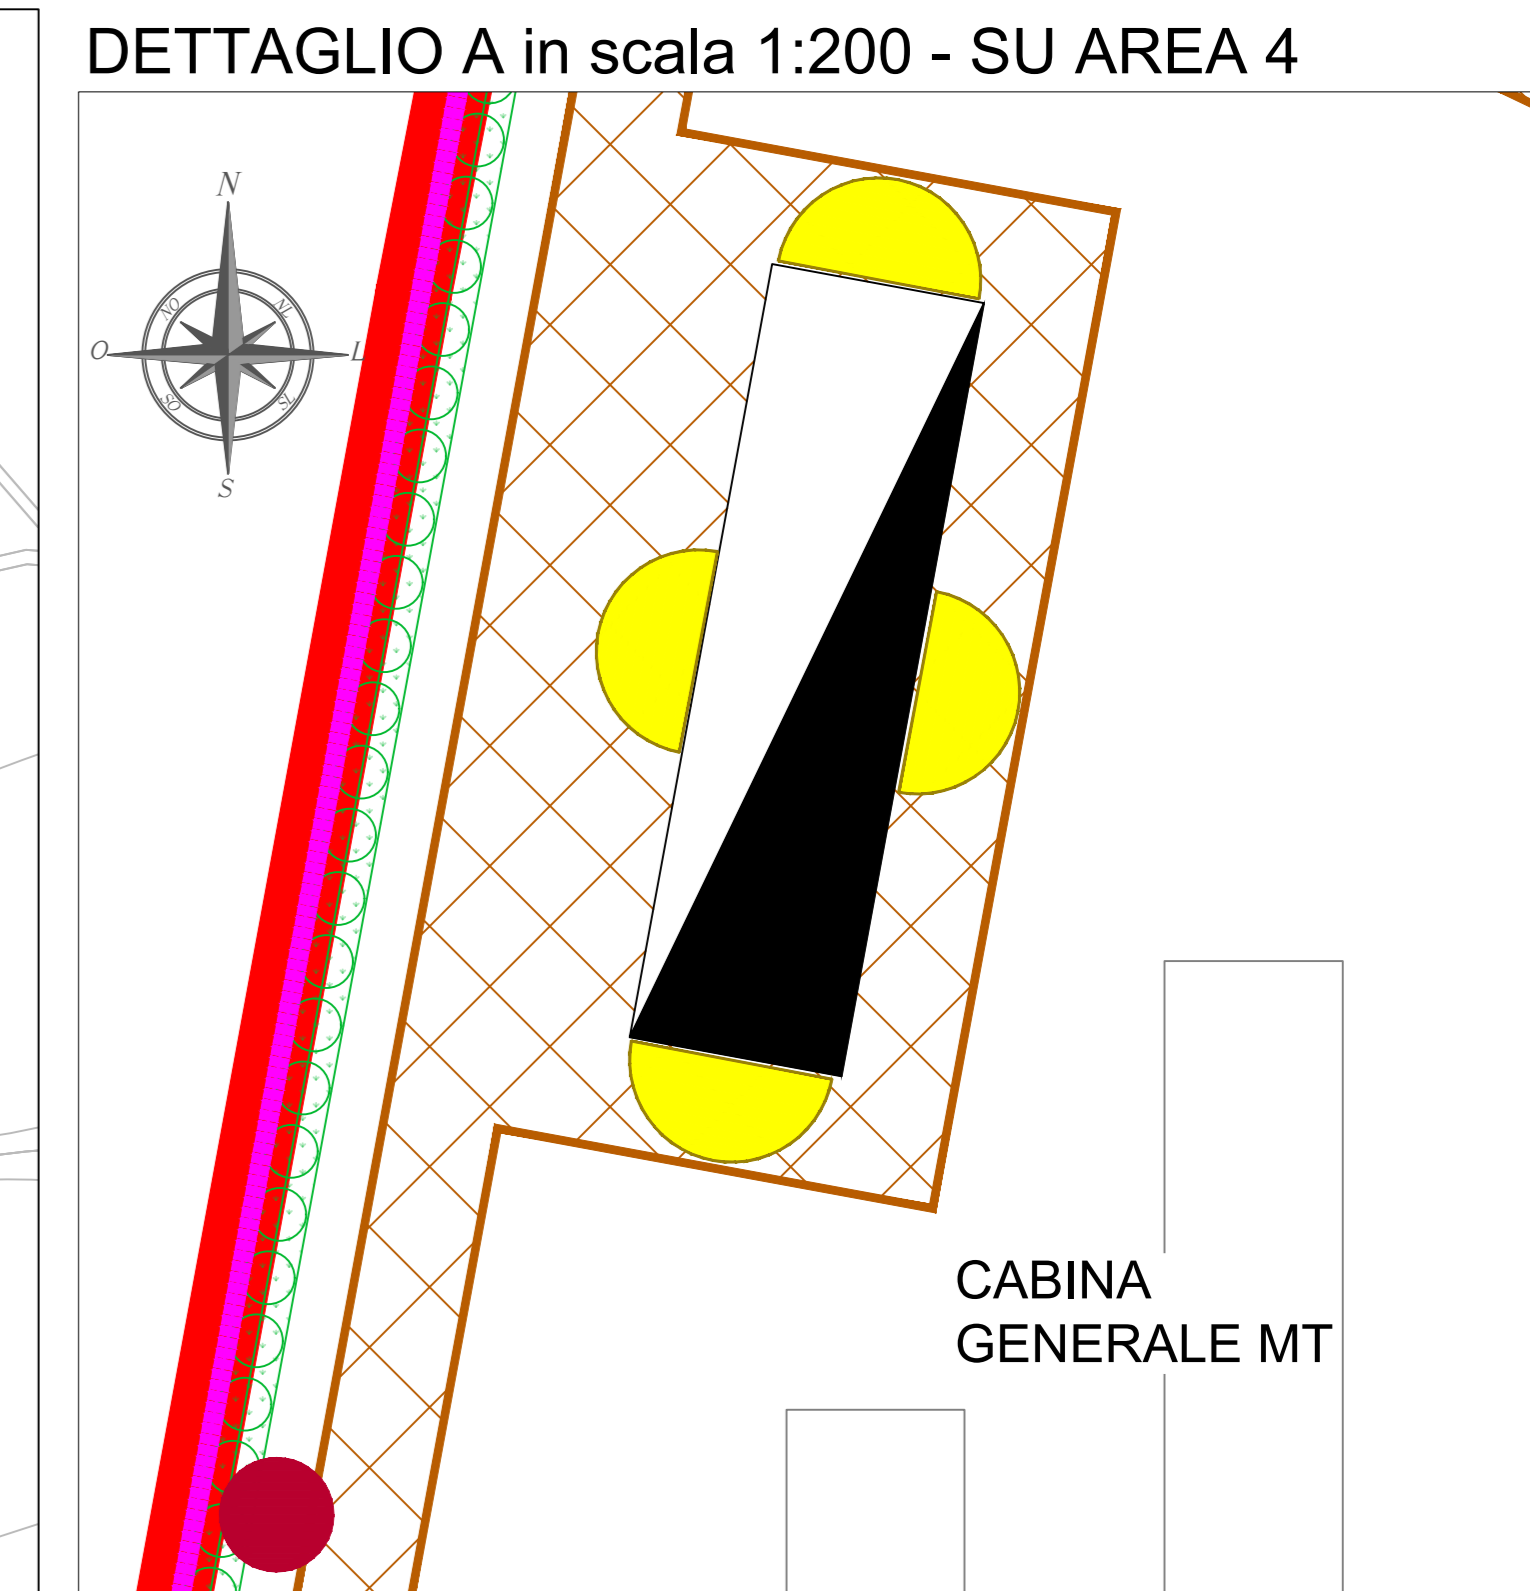 DETTAGLIO A in scala 1:200 - SU AREA 4
N
NO
NL
O
L
SO
SL
S
CABINA
GENERALE MT